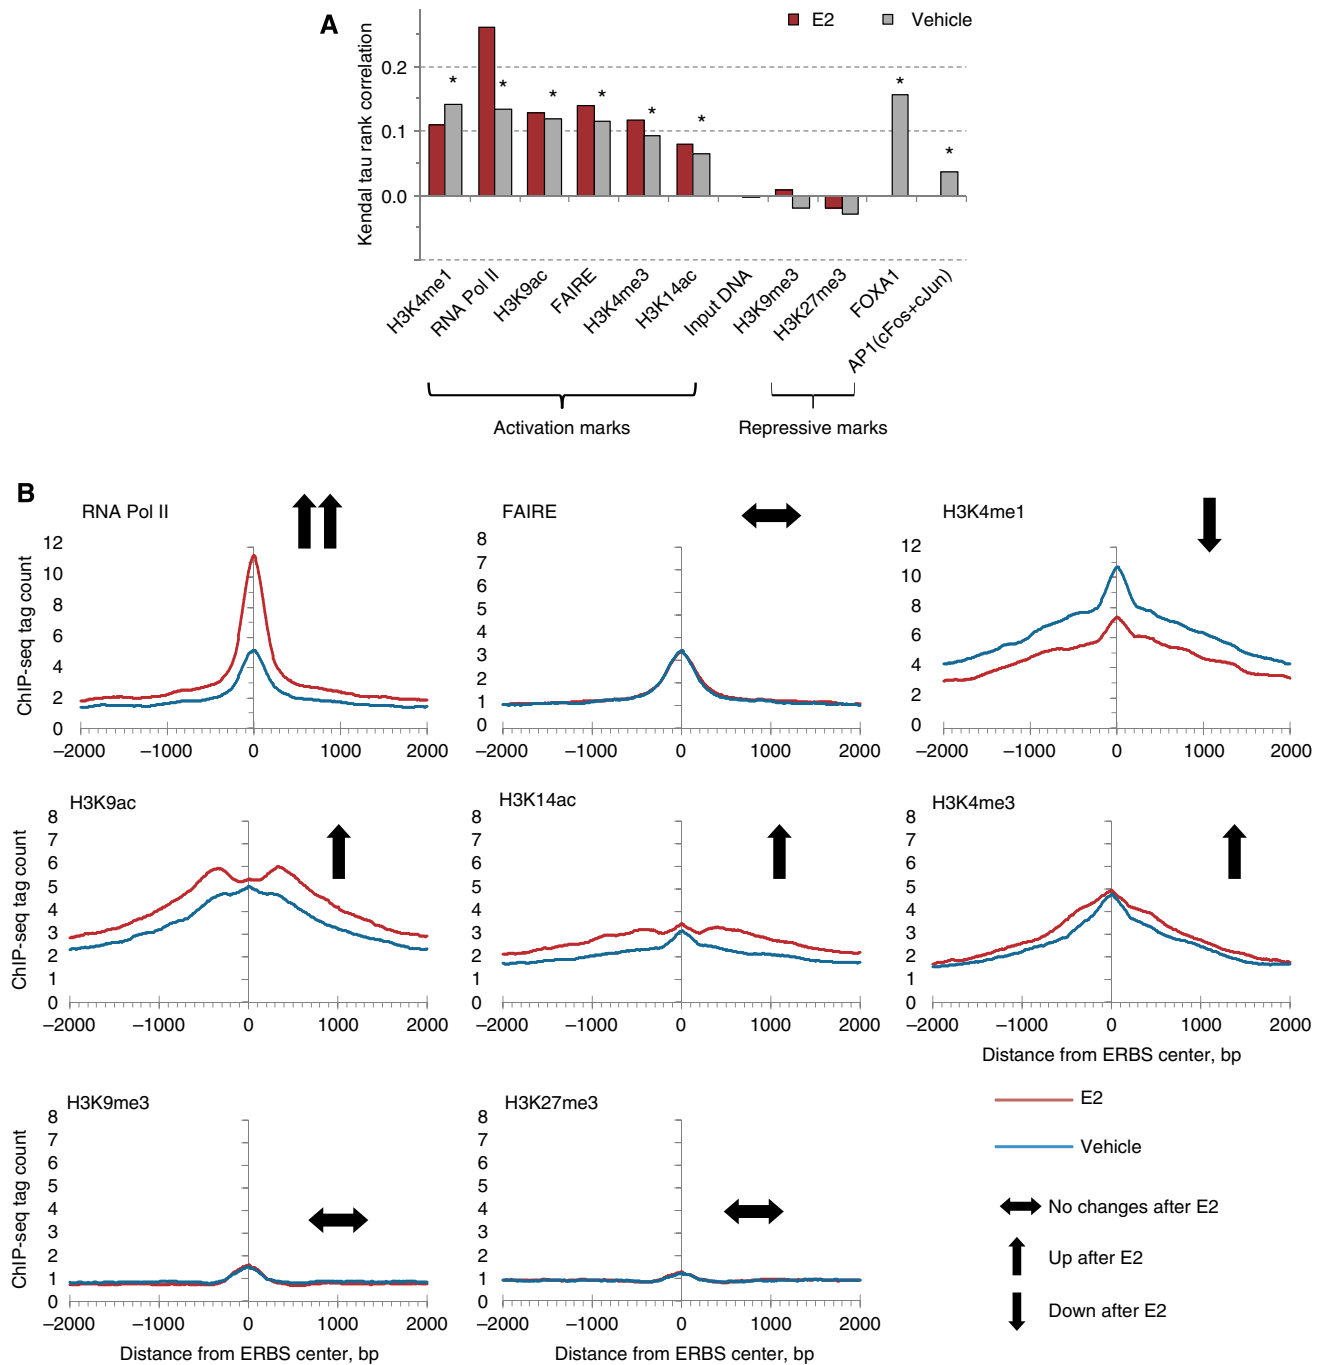 A
E2
Vehicle
Kendal tau rank correlation
0.2
0.1
0.0
* * * * * * * *
H3K4me1
RNA Pol II
H3K9ac
FAIRE
H3K4me3
H3K14ac
Input DNA
H3K9me3
H3K27me3
FOXA1
AP1(cFos+cJun)
Activation marks
Repressive marks
B
RNA Pol II
ChIP-seq tag count
12
10
8
6
4
2
0
–2000 –1000 0 1000 2000
FAIRE
8
7
6
5
4
3
2
1
0
–2000 –1000 0 1000 2000
H3K4me1
12
10
8
6
4
2
0
–2000 –1000 0 1000 2000
H3K9ac
ChIP-seq tag count
8
7
6
5
4
3
2
1
0
–2000 –1000 0 1000 2000
H3K14ac
8
7
6
5
4
3
2
1
0
–2000 –1000 0 1000 2000
H3K4me3
8
7
6
5
4
3
2
1
0
–2000 –1000 0 1000 2000
Distance from ERBS center, bp
H3K9me3
ChIP-seq tag count
8
7
6
5
4
3
2
1
0
–2000 –1000 0 1000 2000
Distance from ERBS center, bp
H3K27me3
8
7
6
5
4
3
2
1
0
–2000 –1000 0 1000 2000
Distance from ERBS center, bp
E2
Vehicle
No changes after E2
Up after E2
Down after E2